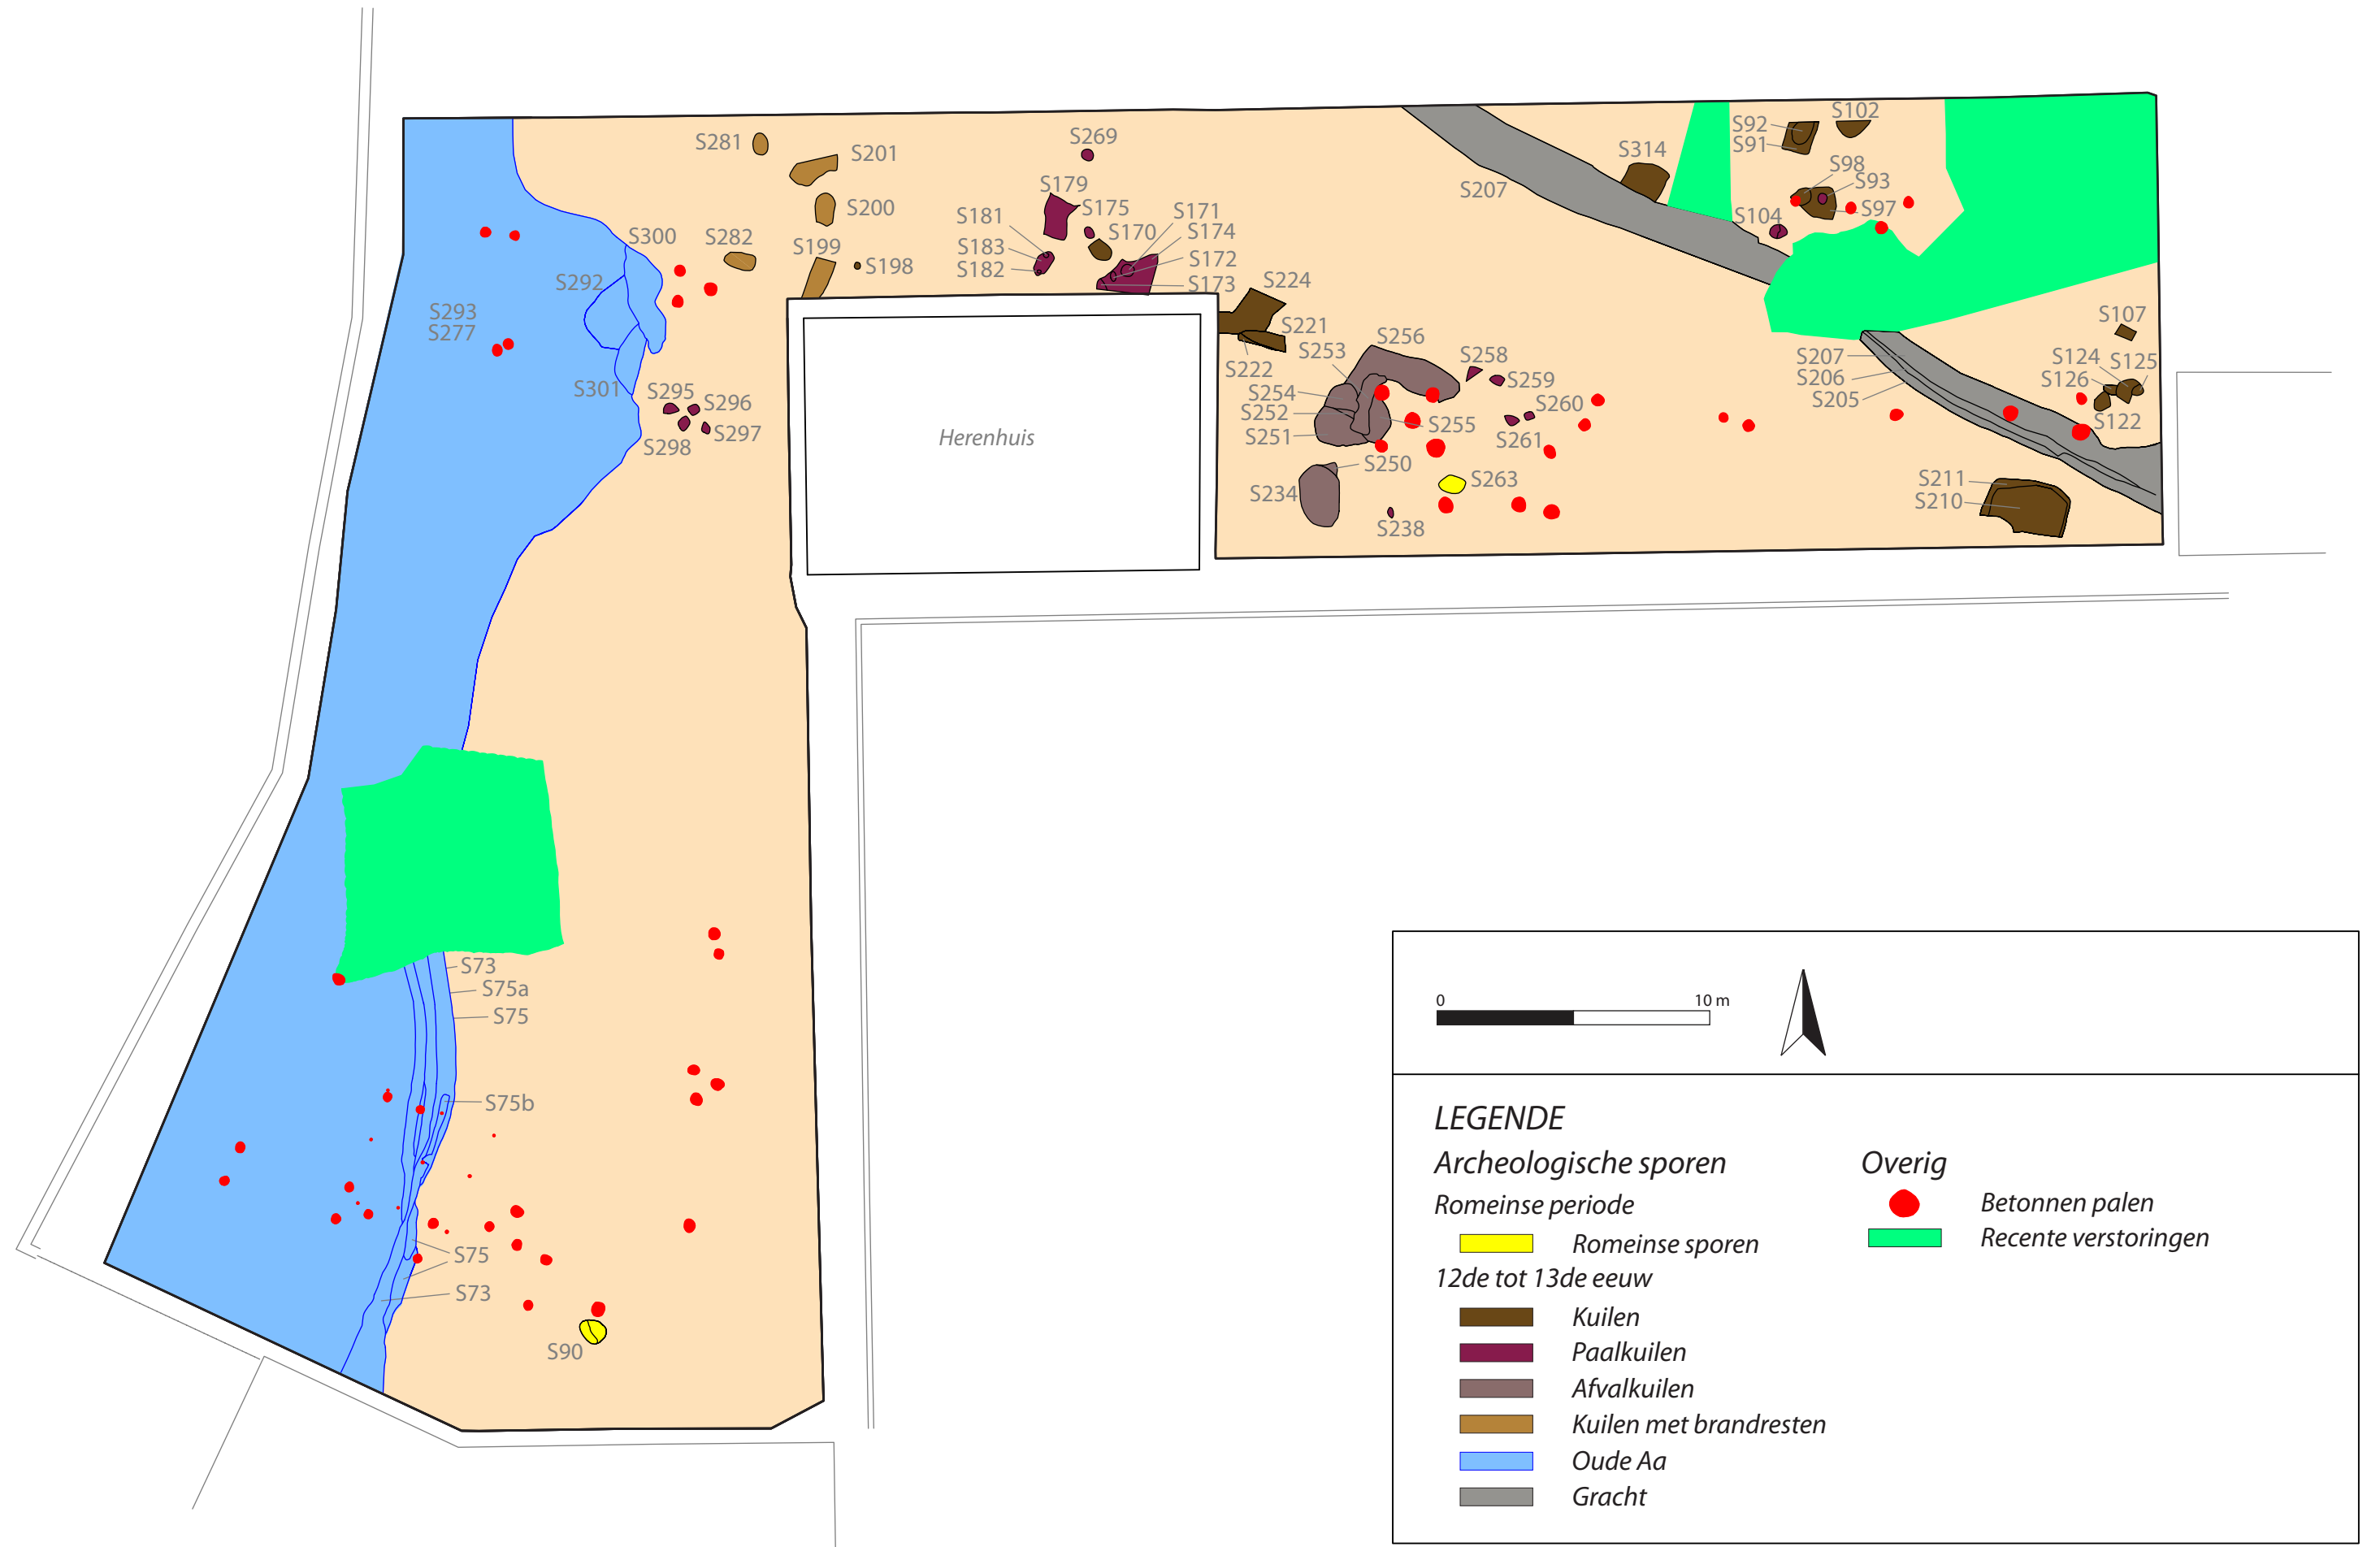 S281
S201
S200
S300
S282
S199
S198
S292
S293
S277
S301
S295
S296
S297
S298
S269
S179
S175
S181
S171
S170
S174
S183
S182
S172
S173
Herenhuis
S224
S221
S222
S256
S253
S258
S254
S259
S252
S260
S251
S255
S261
S250
S234
S263
S238
S207
S314
S102
S92
S91
S98
S93
S104
S97
S107
S207
S206
S205
S124
S125
S126
S122
S211
S210
S73
S75a
S75
S75b
S75
S73
S90
0 10 m
LEGENDE
Archeologische sporen
Romeinse periode
Romeinse sporen
12de tot 13de eeuw
Kuilen
Paalkuilen
Afvalkuilen
Kuilen met brandresten
Oude Aa
Gracht
Overig
Betonnen palen
Recente verstoringen